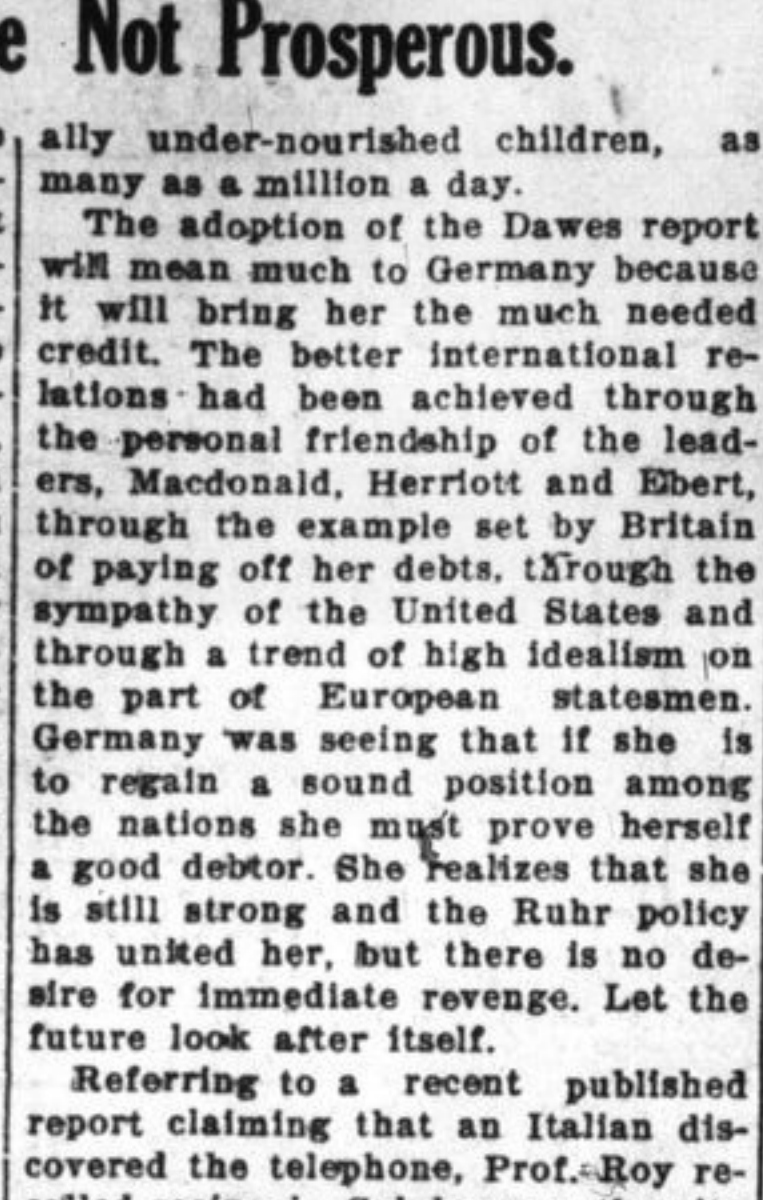 e Not Prosperous.
ally under-nourished children, as
many as a million a day.
The adoption of the Dawes report
will mean much to Germany because
it will bring her the much needed
credit. The better international re-
lations had been achieved through
the personal friendship of the lead-
ers, Macdonald, Herriott and Ebert,
through the example set by Britain
of paying off her debts, through the
sympathy of the United States and
through a trend of high idealism on
the part of European statesmen.
Germany was seeing that if she is
to regain a sound position among
the nations she must prove herself
a good debtor. She realizes that she
is still strong and the Ruhr policy
has united her, but there is no de-
sire for immediate revenge. Let the
future look after itself.
Referring to a recent published
report claiming that an Italian dis-
covered the telephone, Prof. Roy re-